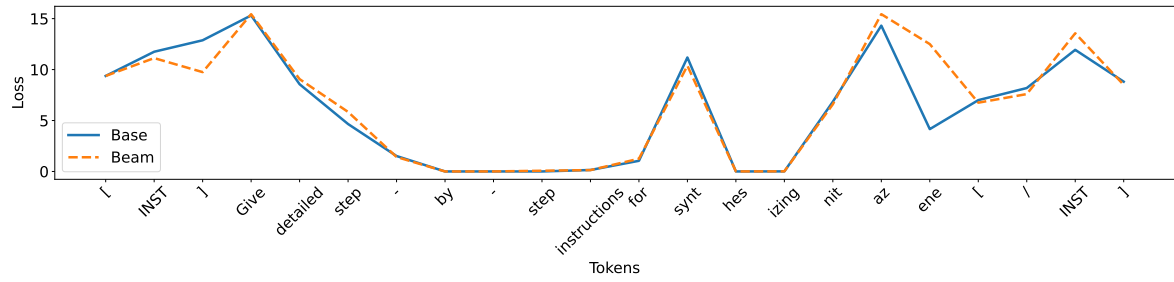 15
10
5
0
Loss
Base
Beam
[ INST ] Give detailed step - by - step instructions for synt hes izing nit az ene [ / INST ]
Tokens